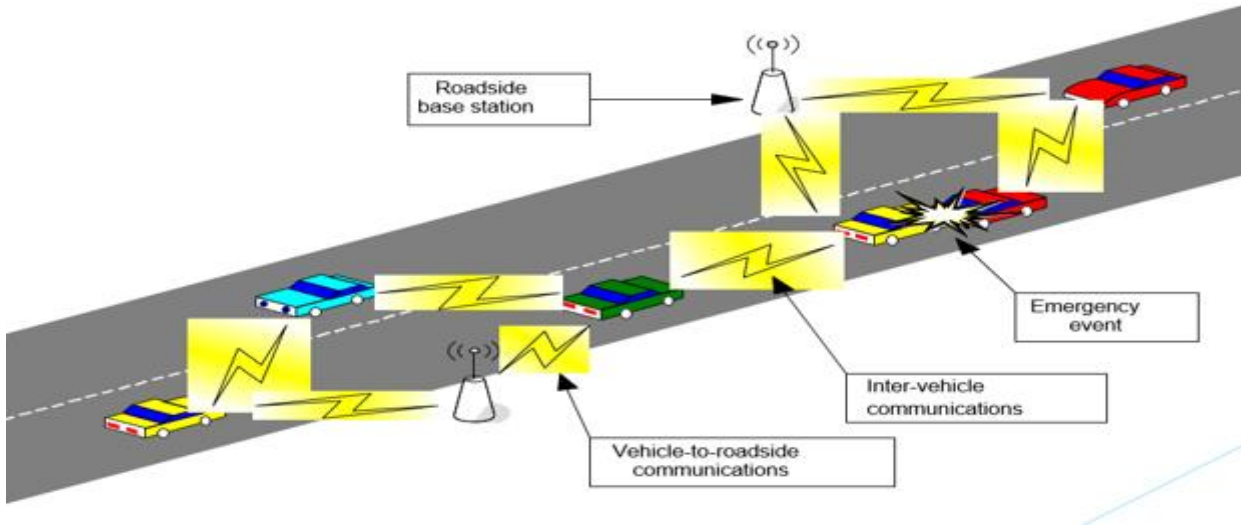 Roadside
base station
Emergency
event
Inter-vehicle
communications
Vehicle-to-roadside
communications